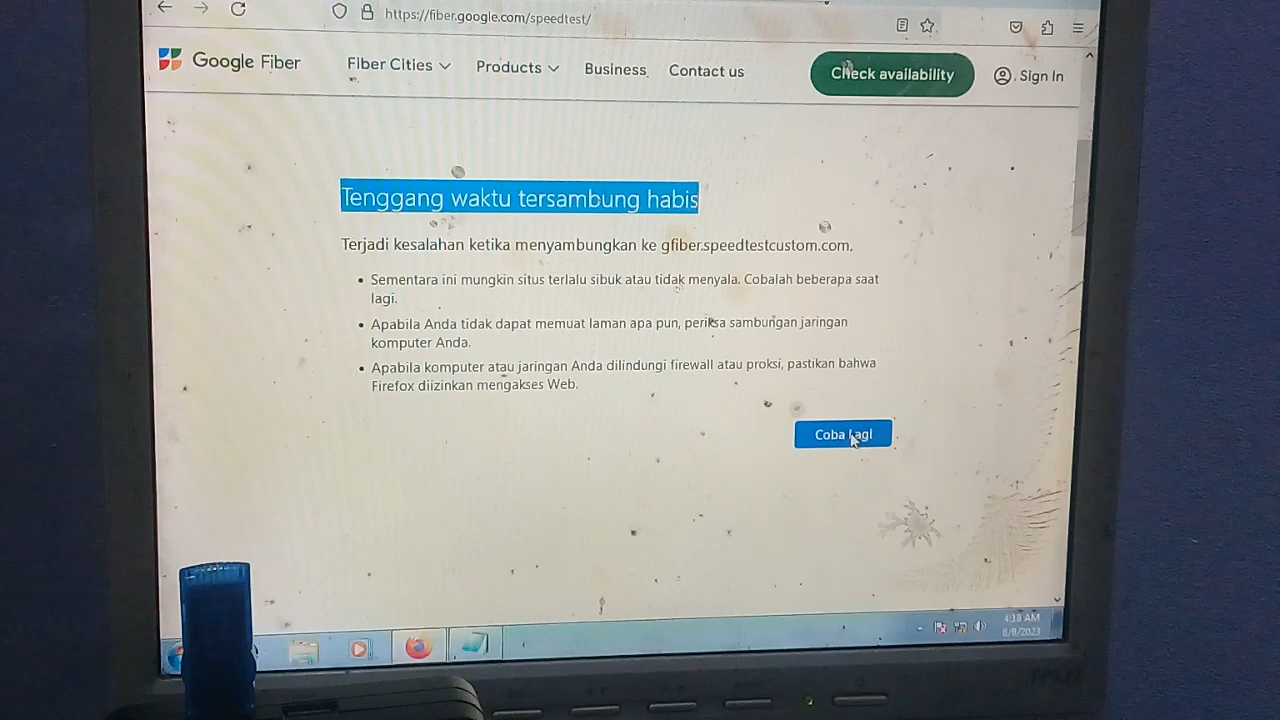 https://fiber.google.com/speedtest/
Google Fiber Fiber Cities Products Business Contact us Check availability Sign In
Tenggang waktu tersambung habis
Terjadi kesalahan ketika menyambungkan ke gfiber.speedtestcustom.com.
• Sementara ini mungkin situs terlalu sibuk atau tidak menyala. Cobalah beberapa saat
lagi.
• Apabila Anda tidak dapat memuat laman apa pun, periksa sambungan jaringan
komputer Anda.
• Apabila komputer atau jaringan Anda dilindungi firewall atau proksi, pastikan bahwa
Firefox diizinkan mengakses Web.
Coba Lagi
4:18 AM
8/8/2023